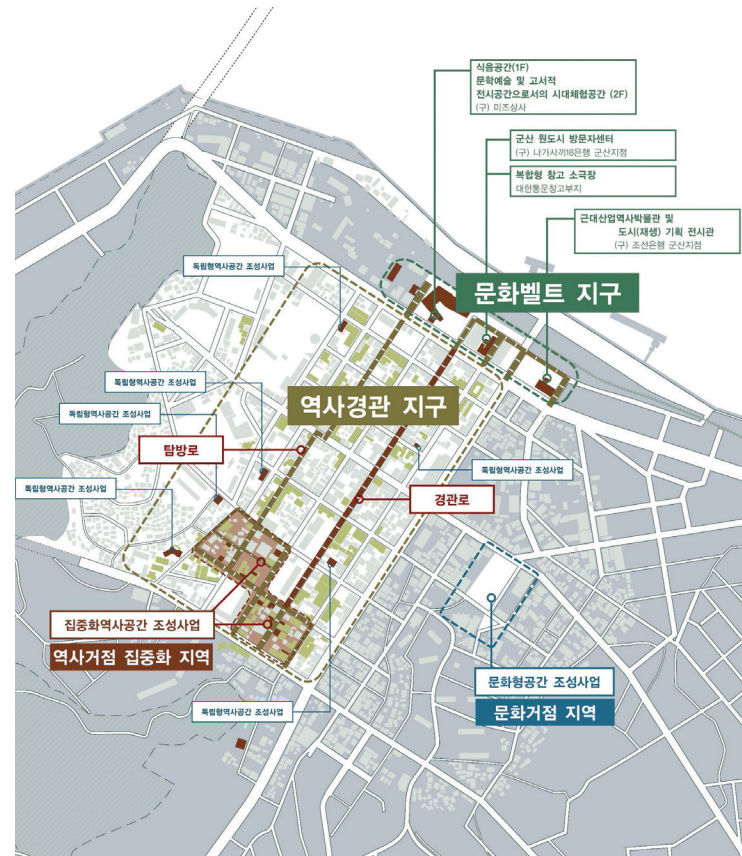 식음공간(1F)
문학예술 및 고서적
전시공간으로서의 시대체험공간 (2F)
(구) 미즈상사
군산 원도시 방문자센터
(구) 나가사끼18은행 군산지점
복합형 창고 소극장
대한통운창고부지
근대산업역사박물관 및
도시(재생) 기획 전시관
(구) 조선은행 군산지점
독립형역사공간 조성사업
문화벨트 지구
독립형역사공간 조성사업
역사경관 지구
독립형역사공간 조성사업
탐방로
독립형역사공간 조성사업
독립형역사공간 조성사업
경관로
집중화역사공간 조성사업
역사거점 집중화 지역
문화형공간 조성사업
문화거점 지역
독립형역사공간 조성사업